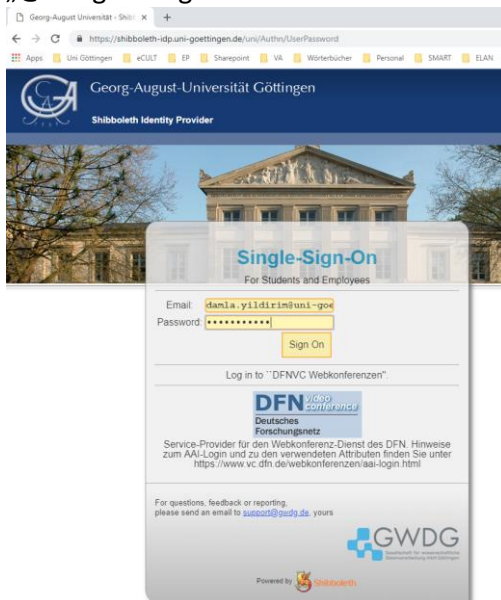 Georg-August Universität - Shib
https://shibboleth-idp.uni-goettingen.de/uni/Authn/UserPassword
Apps Uni Göttingen eCULT EP Sharepoint VA Wörterbücher Personal SMART ELAN
Georg-August-Universität Göttingen
Shibboleth Identity Provider
Single-Sign-On
For Students and Employees
Email: damla.yildirim@uni-goe
Password: •••••••••••
Sign On
Log in to ``DFNVC Webkonferenzen".
DFN video conference
Deutsches
Forschungsnetz
Service-Provider für den Webkonferenz-Dienst des DFN. Hinweise
zum AAI-Login und zu den verwendeten Attributen finden Sie unter
https://www.vc.dfn.de/webkonferenzen/aai-login.html
For questions, feedback or reporting,
please send an email to support@gwdg.de, yours
GWDG
Powered by Shibboleth.